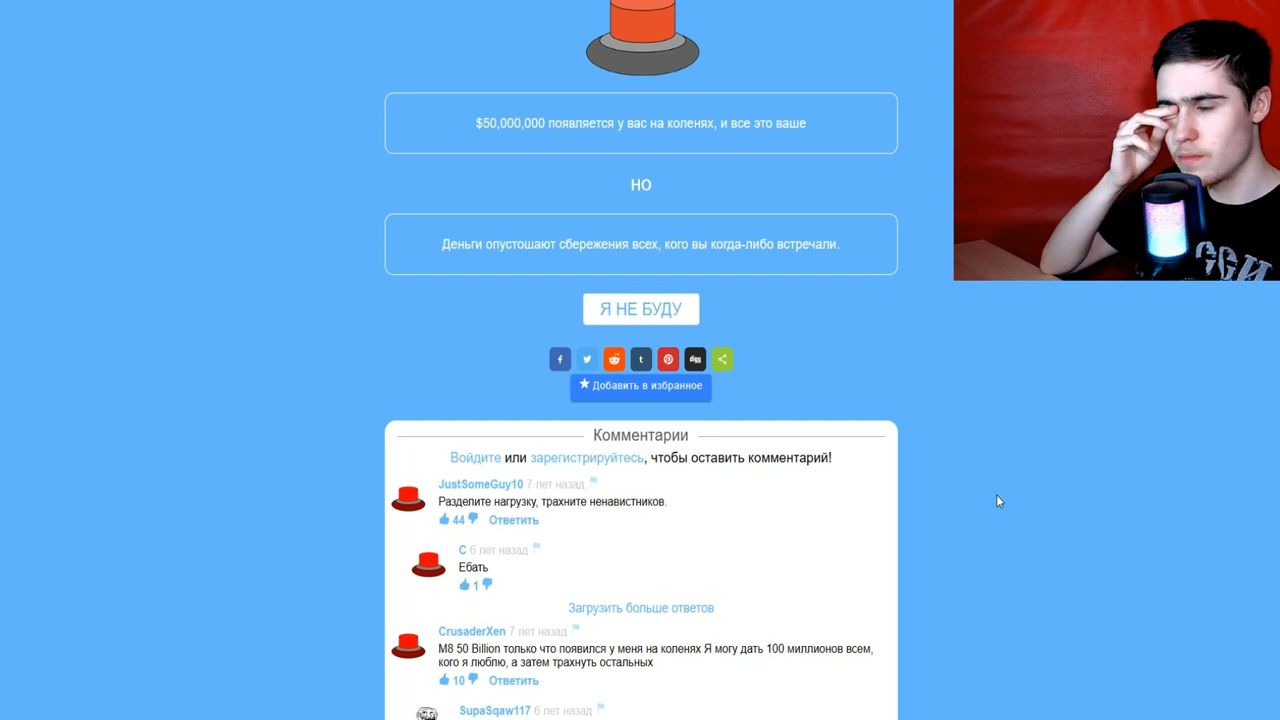 $50,000,000 появляется у вас на коленях, и все это ваше
но
Деньги опустошают сбережения всех, кого вы когда-либо встречали.
Я НЕ БУДУ
f
t
digg
Добавить в избранное
Комментарии
Войдите или зарегистрируйтесь, чтобы оставить комментарий!
JustSomeGuy10 7 лет назад
Разделите нагрузку, трахните ненавистников.
44 Ответить
C 6 лет назад
Ебать
1
Загрузить больше ответов
CrusaderXen 7 лет назад
M8 50 Billion только что появился у меня на коленях Я могу дать 100 миллионов всем,
кого я люблю, а затем трахнуть остальных
10 Ответить
SupaSqaw117 6 лет назад